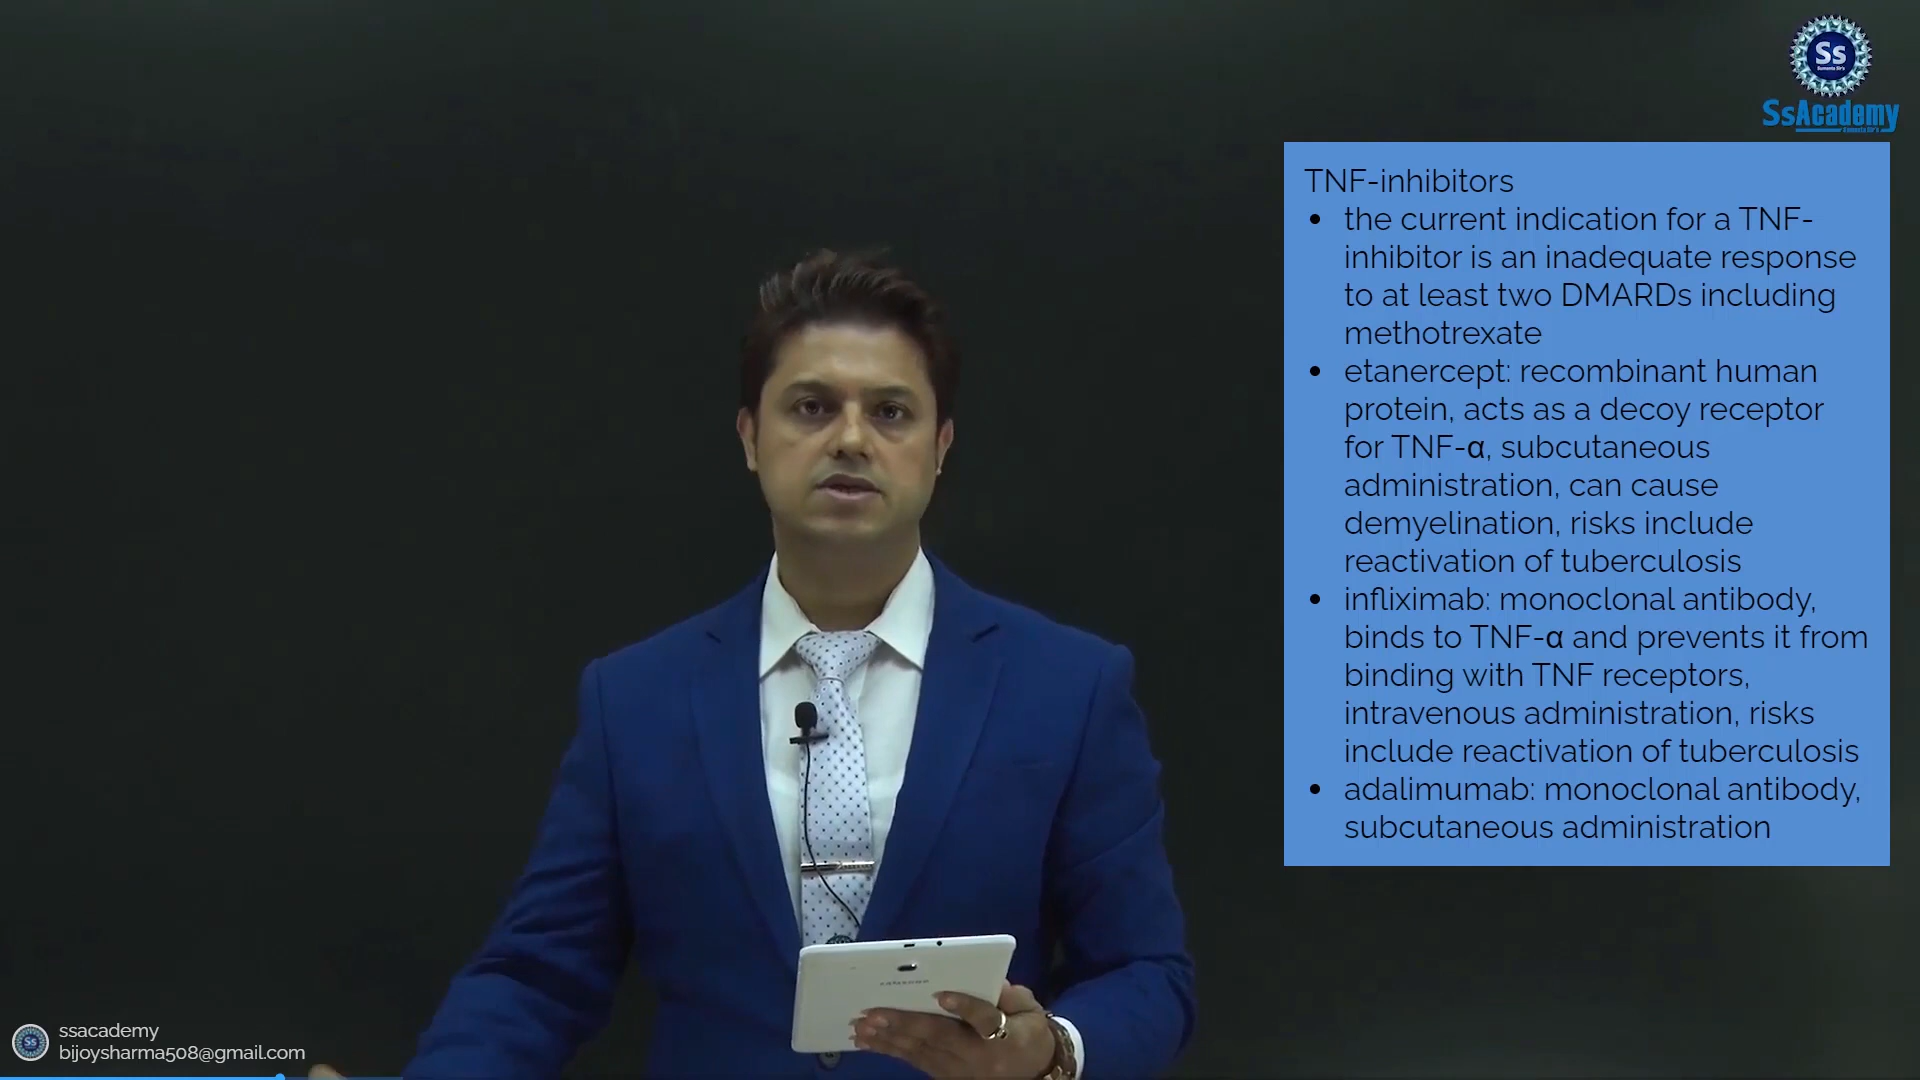 Ss
SsAcademy
TNF-inhibitors
• the current indication for a TNF-
inhibitor is an inadequate response
to at least two DMARDs including
methotrexate
• etanercept: recombinant human
protein, acts as a decoy receptor
for TNF-α, subcutaneous
administration, can cause
demyelination, risks include
reactivation of tuberculosis
• infliximab: monoclonal antibody,
binds to TNF-α and prevents it from
binding with TNF receptors,
intravenous administration, risks
include reactivation of tuberculosis
• adalimumab: monoclonal antibody,
subcutaneous administration
SAMSUNG
Ss
ssacademy
bijoysharma508@gmail.com